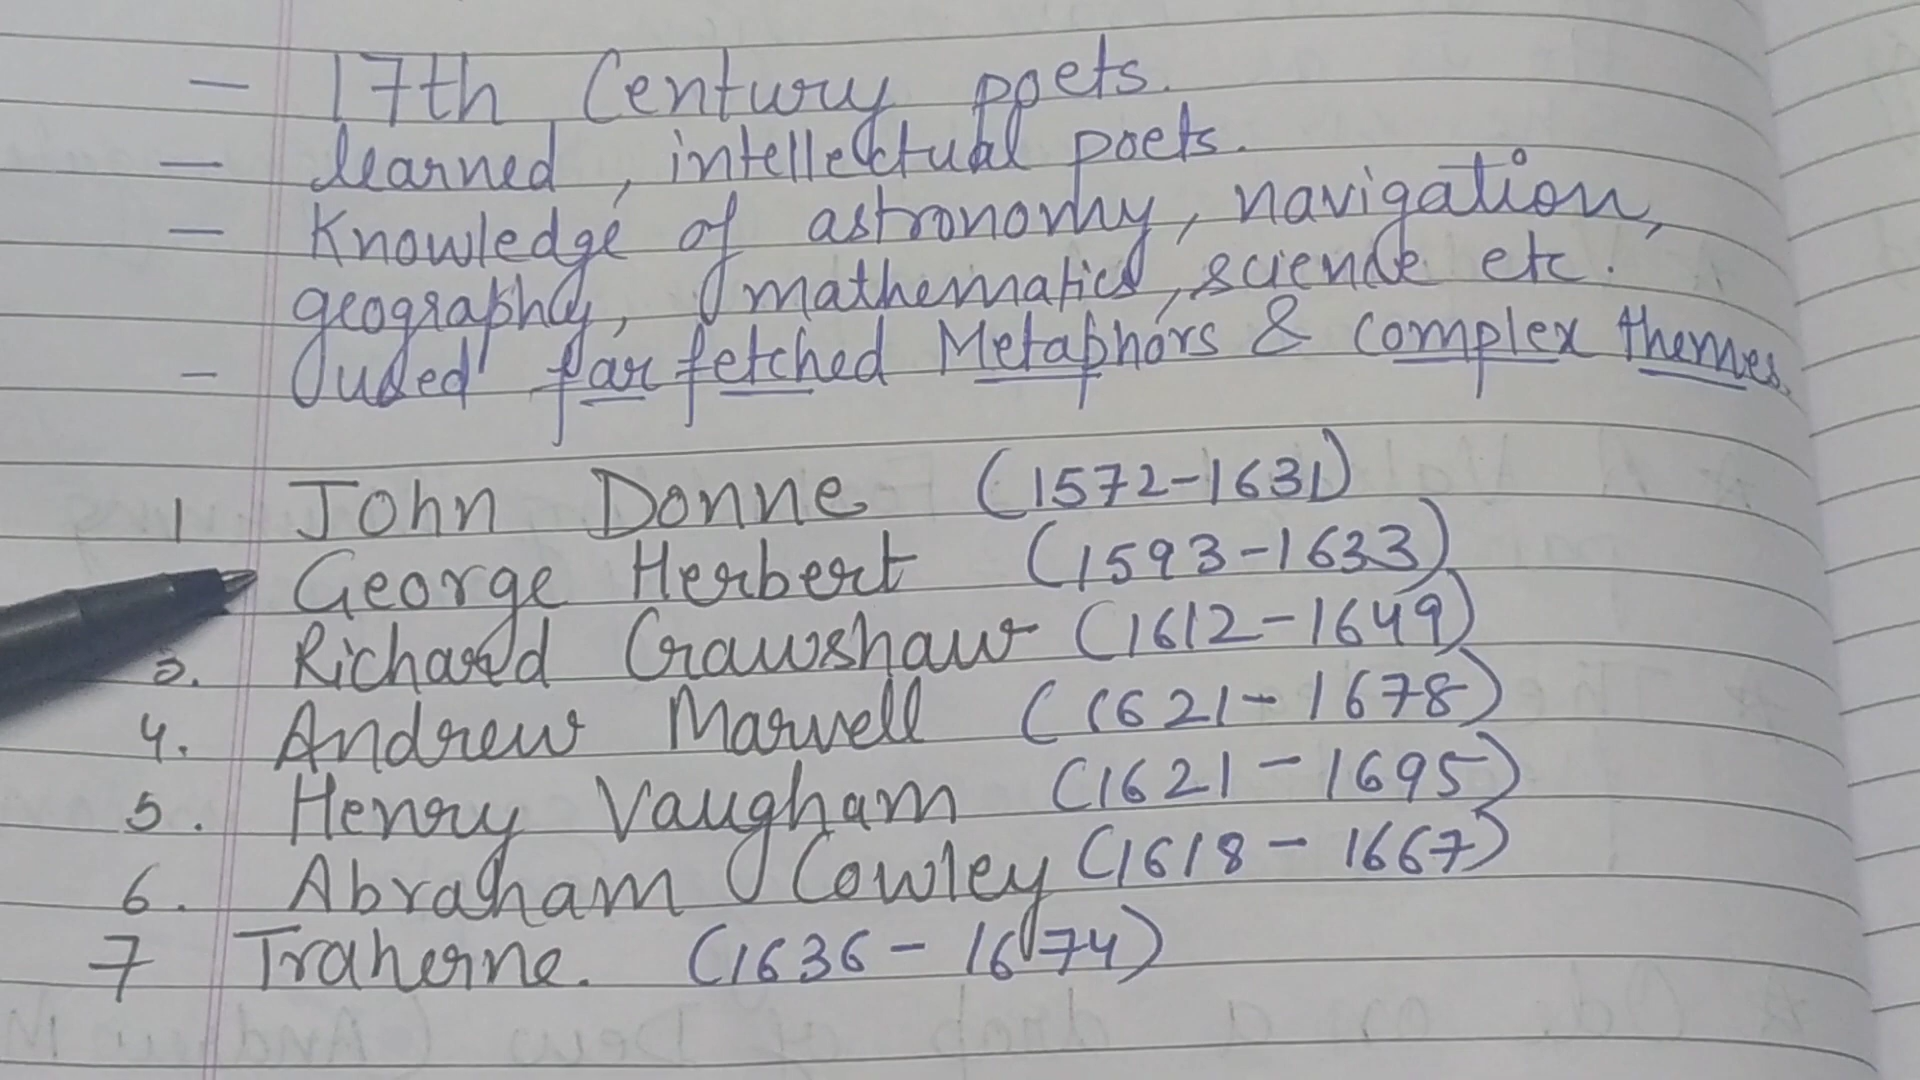 - 17th Century poets.
- learned, intellectual poets.
- Knowledge of astronomy, navigation,
geography, mathematics, science etc.
- used far fetched Metaphors & complex themes.
1 John Donne (1572-1631)
George Herbert (1593-1633)
3. Richard Crawshaw (1612-1649)
4. Andrew Marvell (1621-1678)
5. Henry Vaugham (1621-1695)
6. Abraham Cowley (1618-1667)
7 Traherne. (1636-1674)